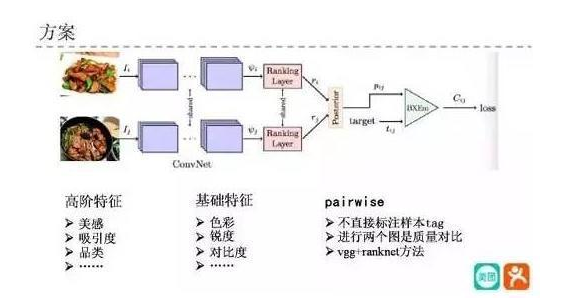 方案
I_i
ψ_i
Ranking
Layer
r_i
shared
shared
Posterior
p_ij
BXEnt
C_ij
loss
target
t_ij
I_j
ψ_j
Ranking
Layer
r_j
ConvNet
高阶特征
➢ 美感
➢ 吸引度
➢ 品类
➢ ……
基础特征
➢ 色彩
➢ 锐度
➢ 对比度
➢ ……
pairwise
➢ 不直接标注样本tag
➢ 进行两个图是质量对比
➢ vgg+ranknet方法
美团